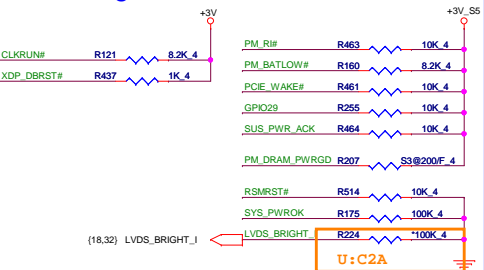 +3V
CLKRUN# R121 8.2K_4
XDP_DBRST# R437 1K_4
+3V_S5
PM_RI# R463 10K_4
PM_BATLOW# R160 8.2K_4
PCIE_WAKE# R461 10K_4
GPIO29 R255 10K_4
SUS_PWR_ACK R464 10K_4
PM_DRAM_PWRGD R207 S3@200/F_4
RSMRST# R514 10K_4
SYS_PWROK R175 100K_4
{18,32} LVDS_BRIGHT_I LVDS_BRIGHT_ R224 *100K_4
U:C2A